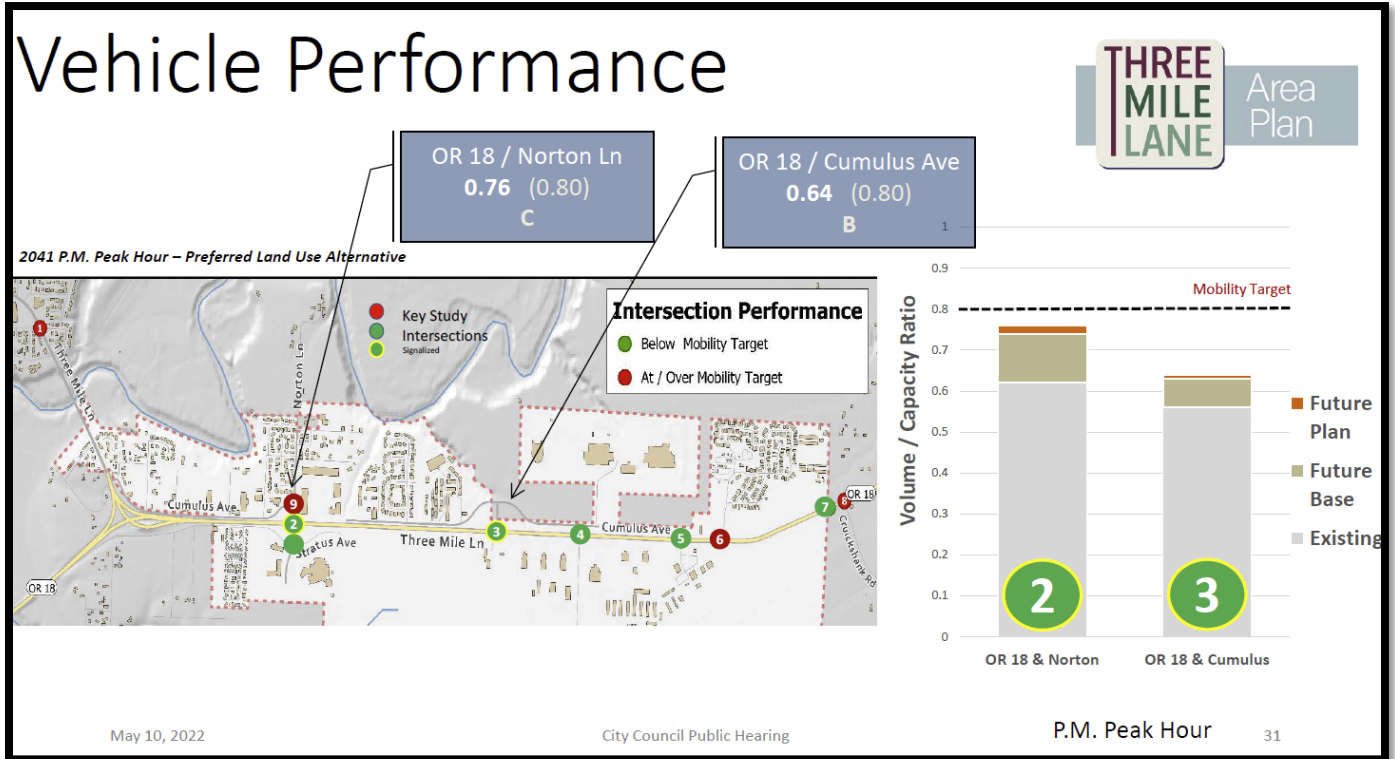 Vehicle Performance
THREE
MILE
LANE
Area
Plan
OR 18 / Norton Ln
0.76 (0.80)
C
OR 18 / Cumulus Ave
0.64 (0.80)
B
2041 P.M. Peak Hour – Preferred Land Use Alternative
Key Study
Intersections
Signalized
Intersection Performance
Below Mobility Target
At / Over Mobility Target
3
1
Three Mile Ln
Norton Ln
Cumulus Ave
9
2
Stratus Ave
Three Mile Ln
3
4
Cumulus Ave
5
6
7
8
OR 18
Cruickshank Rd
OR 18
Volume / Capacity Ratio
1
0.9
0.8
0.7
0.6
0.5
0.4
0.3
0.2
0.1
0
Mobility Target
2
3
OR 18 & Norton
OR 18 & Cumulus
Future
Plan
Future
Base
Existing
May 10, 2022
City Council Public Hearing
P.M. Peak Hour
31